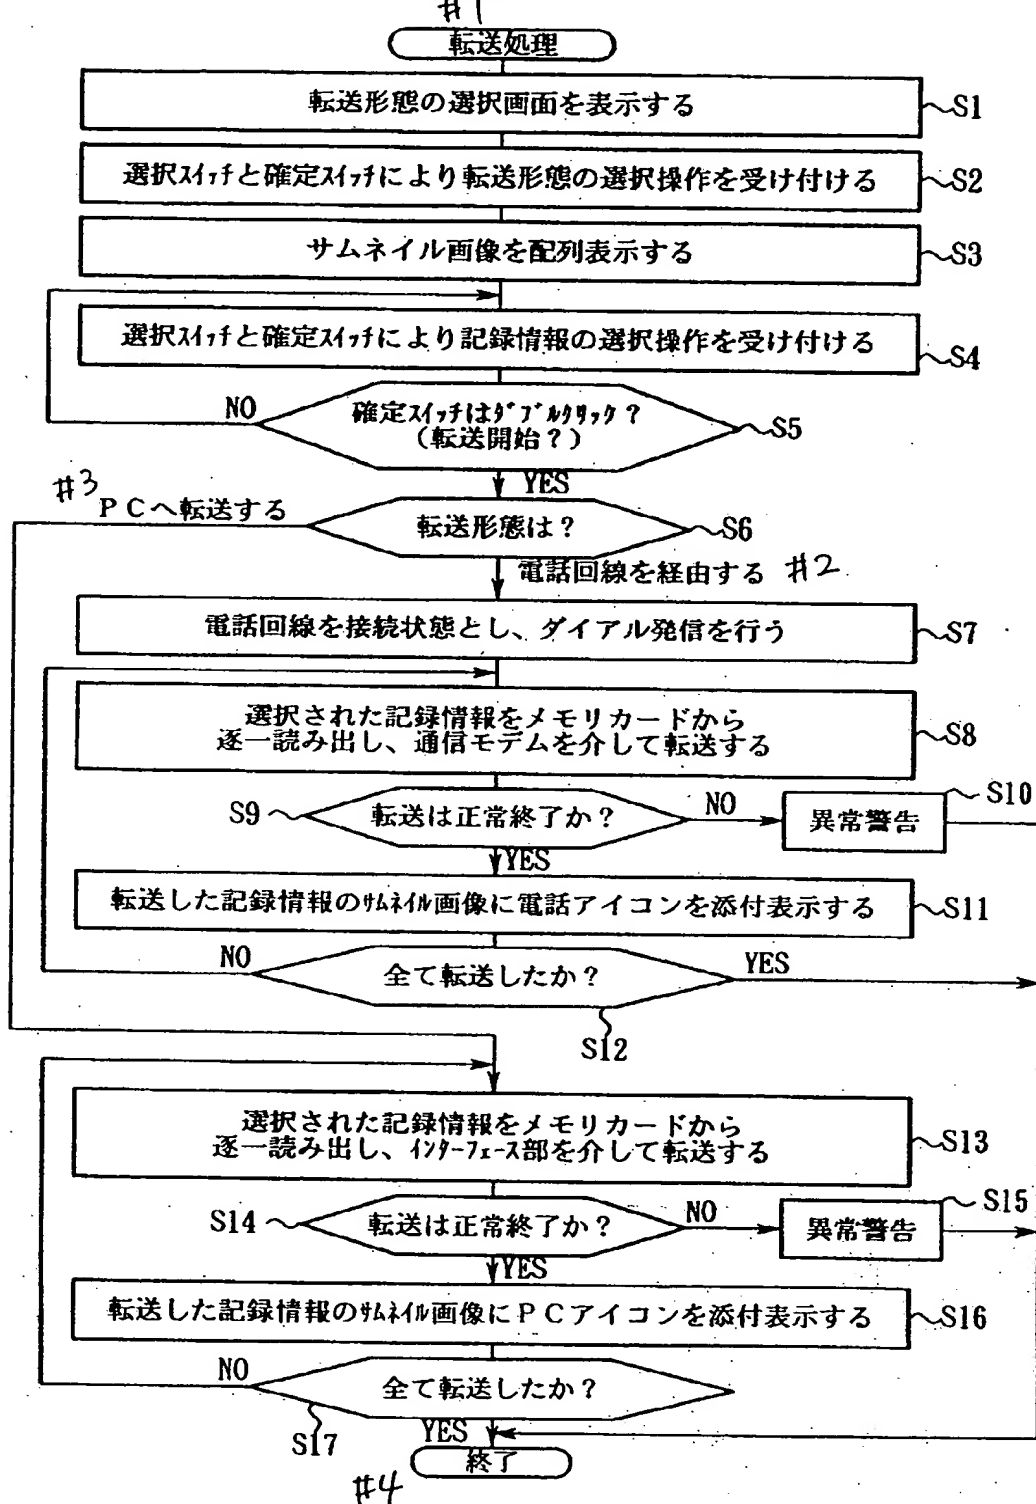 #1
転送処理
転送形態の選択画面を表示する
S1
選択スイッチと確定スイッチにより転送形態の選択操作を受け付ける
S2
サムネイル画像を配列表示する
S3
選択スイッチと確定スイッチにより記録情報の選択操作を受け付ける
S4
NO
確定スイッチはダブルクリック?
(転送開始?)
S5
YES
#3
PCへ転送する
転送形態は?
S6
電話回線を経由する #2
電話回線を接続状態とし、ダイアル発信を行う
S7
選択された記録情報をメモリカードから
逐一読み出し、通信モデムを介して転送する
S8
S9
転送は正常終了か?
NO
異常警告
S10
YES
転送した記録情報のサムネイル画像に電話アイコンを添付表示する
S11
NO
全て転送したか?
YES
S12
選択された記録情報をメモリカードから
逐一読み出し、インターフェース部を介して転送する
S13
S14
転送は正常終了か?
NO
異常警告
S15
YES
転送した記録情報のサムネイル画像にPCアイコンを添付表示する
S16
NO
全て転送したか?
S17
YES
終了
#4